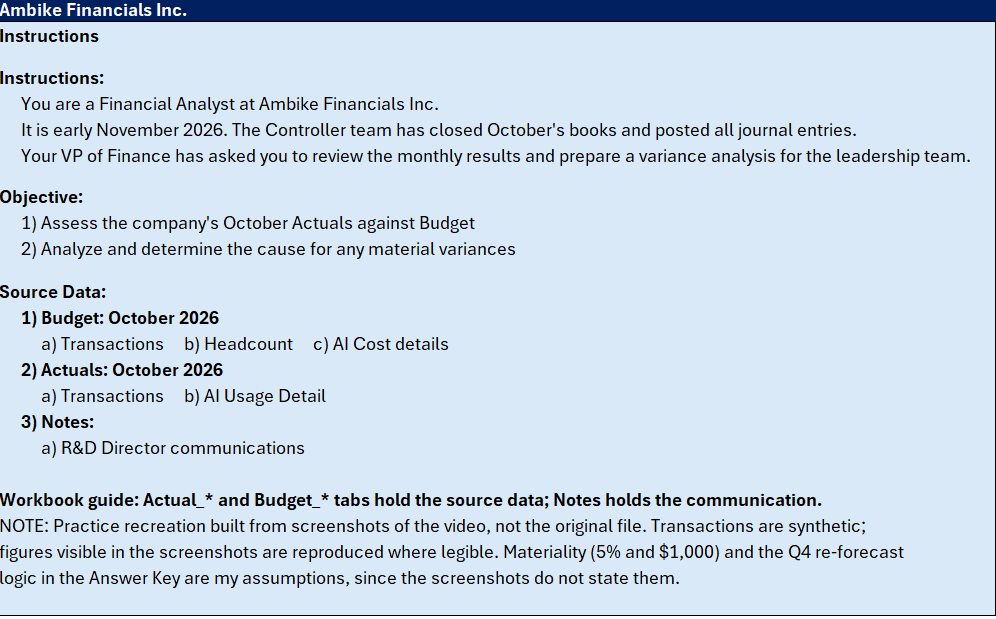 Ambike Financials Inc.
Instructions
Instructions:
You are a Financial Analyst at Ambike Financials Inc.
It is early November 2026. The Controller team has closed October's books and posted all journal entries.
Your VP of Finance has asked you to review the monthly results and prepare a variance analysis for the leadership team.
Objective:
1) Assess the company's October Actuals against Budget
2) Analyze and determine the cause for any material variances
Source Data:
1) Budget: October 2026
a) Transactions b) Headcount c) AI Cost details
2) Actuals: October 2026
a) Transactions b) AI Usage Detail
3) Notes:
a) R&D Director communications
Workbook guide: Actual_* and Budget_* tabs hold the source data; Notes holds the communication.
NOTE: Practice recreation built from screenshots of the video, not the original file. Transactions are synthetic;
figures visible in the screenshots are reproduced where legible. Materiality (5% and $1,000) and the Q4 re-forecast
logic in the Answer Key are my assumptions, since the screenshots do not state them.